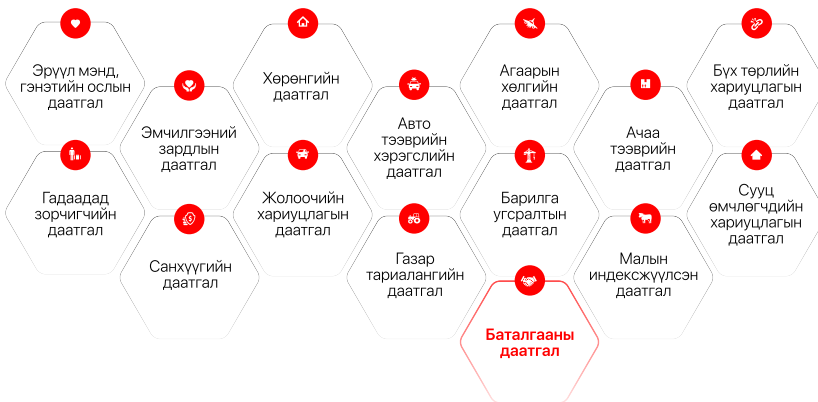 Эрүүл мэнд,
гэнэтийн ослын
даатгал
Хөрөнгийн
даатгал
Агаарын
хөлгийн
даатгал
Бүх төрлийн
хариуцлагын
даатгал
Эмчилгээний
зардлын
даатгал
Авто
тээврийн
хэрэгслийн
даатгал
Ачаа
тээврийн
даатгал
Гадаадад
зорчигчийн
даатгал
Жолоочийн
хариуцлагын
даатгал
Барилга
угсралтын
даатгал
Сууц
өмчлөгчдийн
хариуцлагын
даатгал
Санхүүгийн
даатгал
Газар
тариалангийн
даатгал
Малын
индексжүүлсэн
даатгал
Баталгааны
даатгал